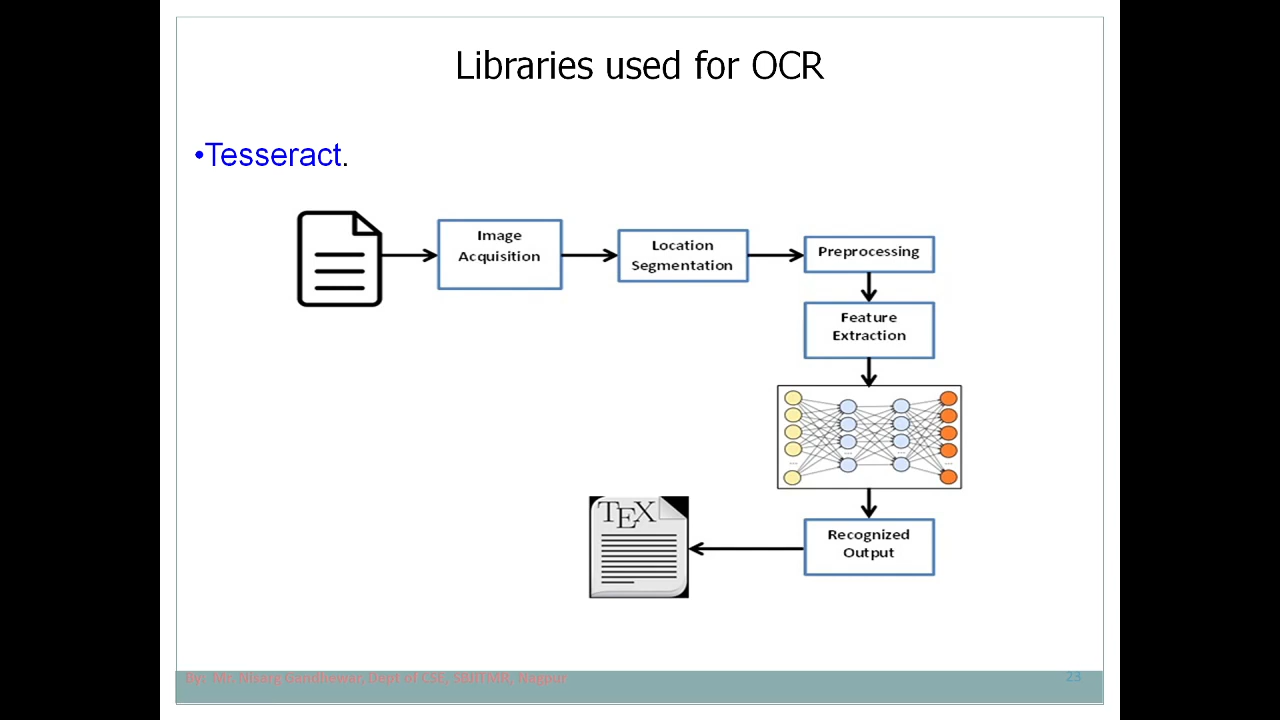 Libraries used for OCR
•Tesseract.
Image
Acquisition
Location
Segmentation
Preprocessing
Feature
Extraction
Recognized
Output
TEX
By: Mr. Nisarg Gandhewar, Dept of CSE, SBJITMR, Nagpur
23